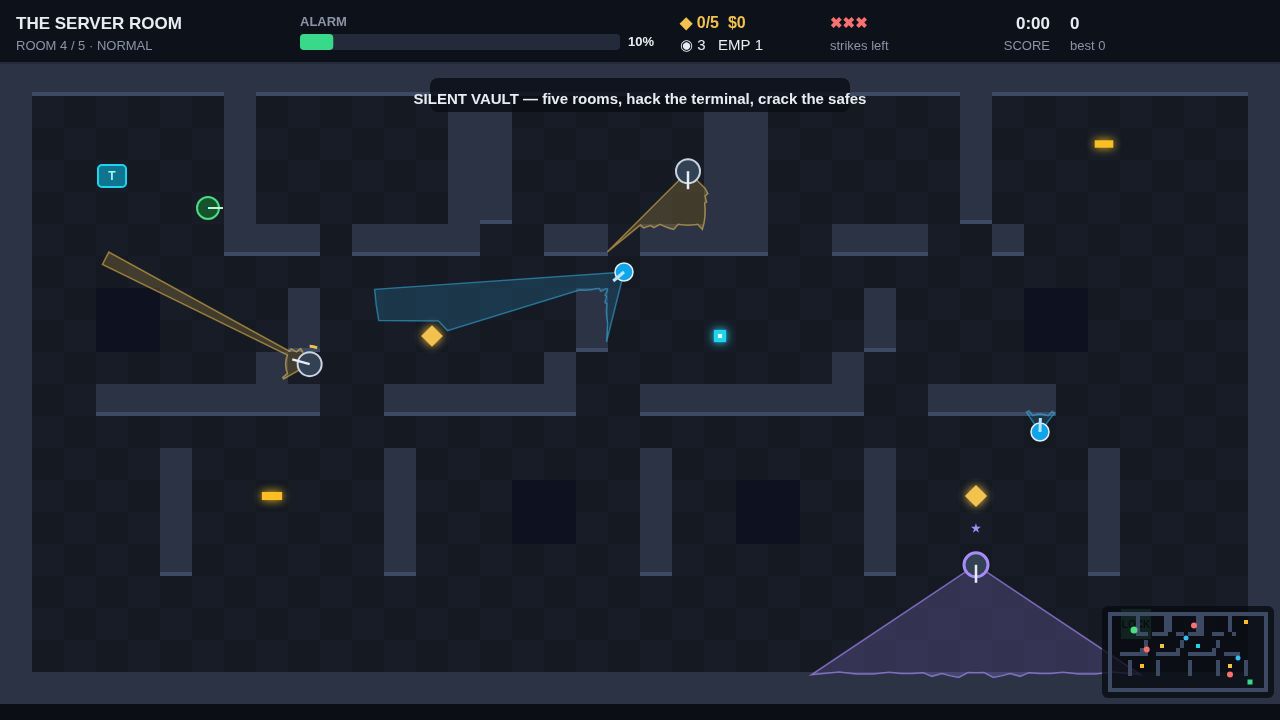 THE SERVER ROOM
ROOM 4 / 5 · NORMAL
ALARM
10%
◆ 0/5 $0
◉ 3 EMP 1
✖✖✖
strikes left
0:00
SCORE
0
best 0
SILENT VAULT — five rooms, hack the terminal, crack the safes
T